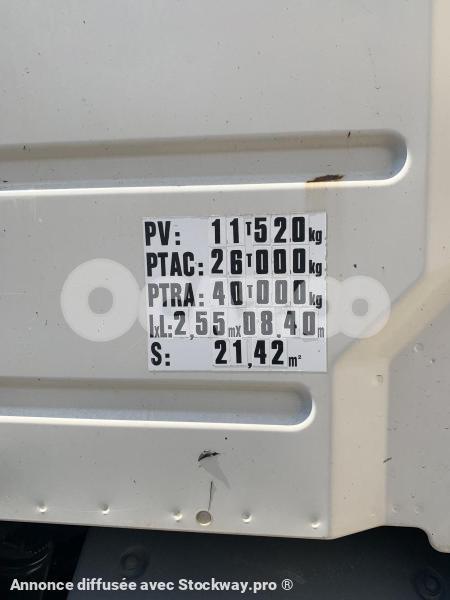 PV: 11T520kg
PTAC: 26T000kg
PTRA: 40T000kg
lxL: 2,55mx08,40m
S: 21,42m²
Annonce diffusée avec Stockway.pro ®